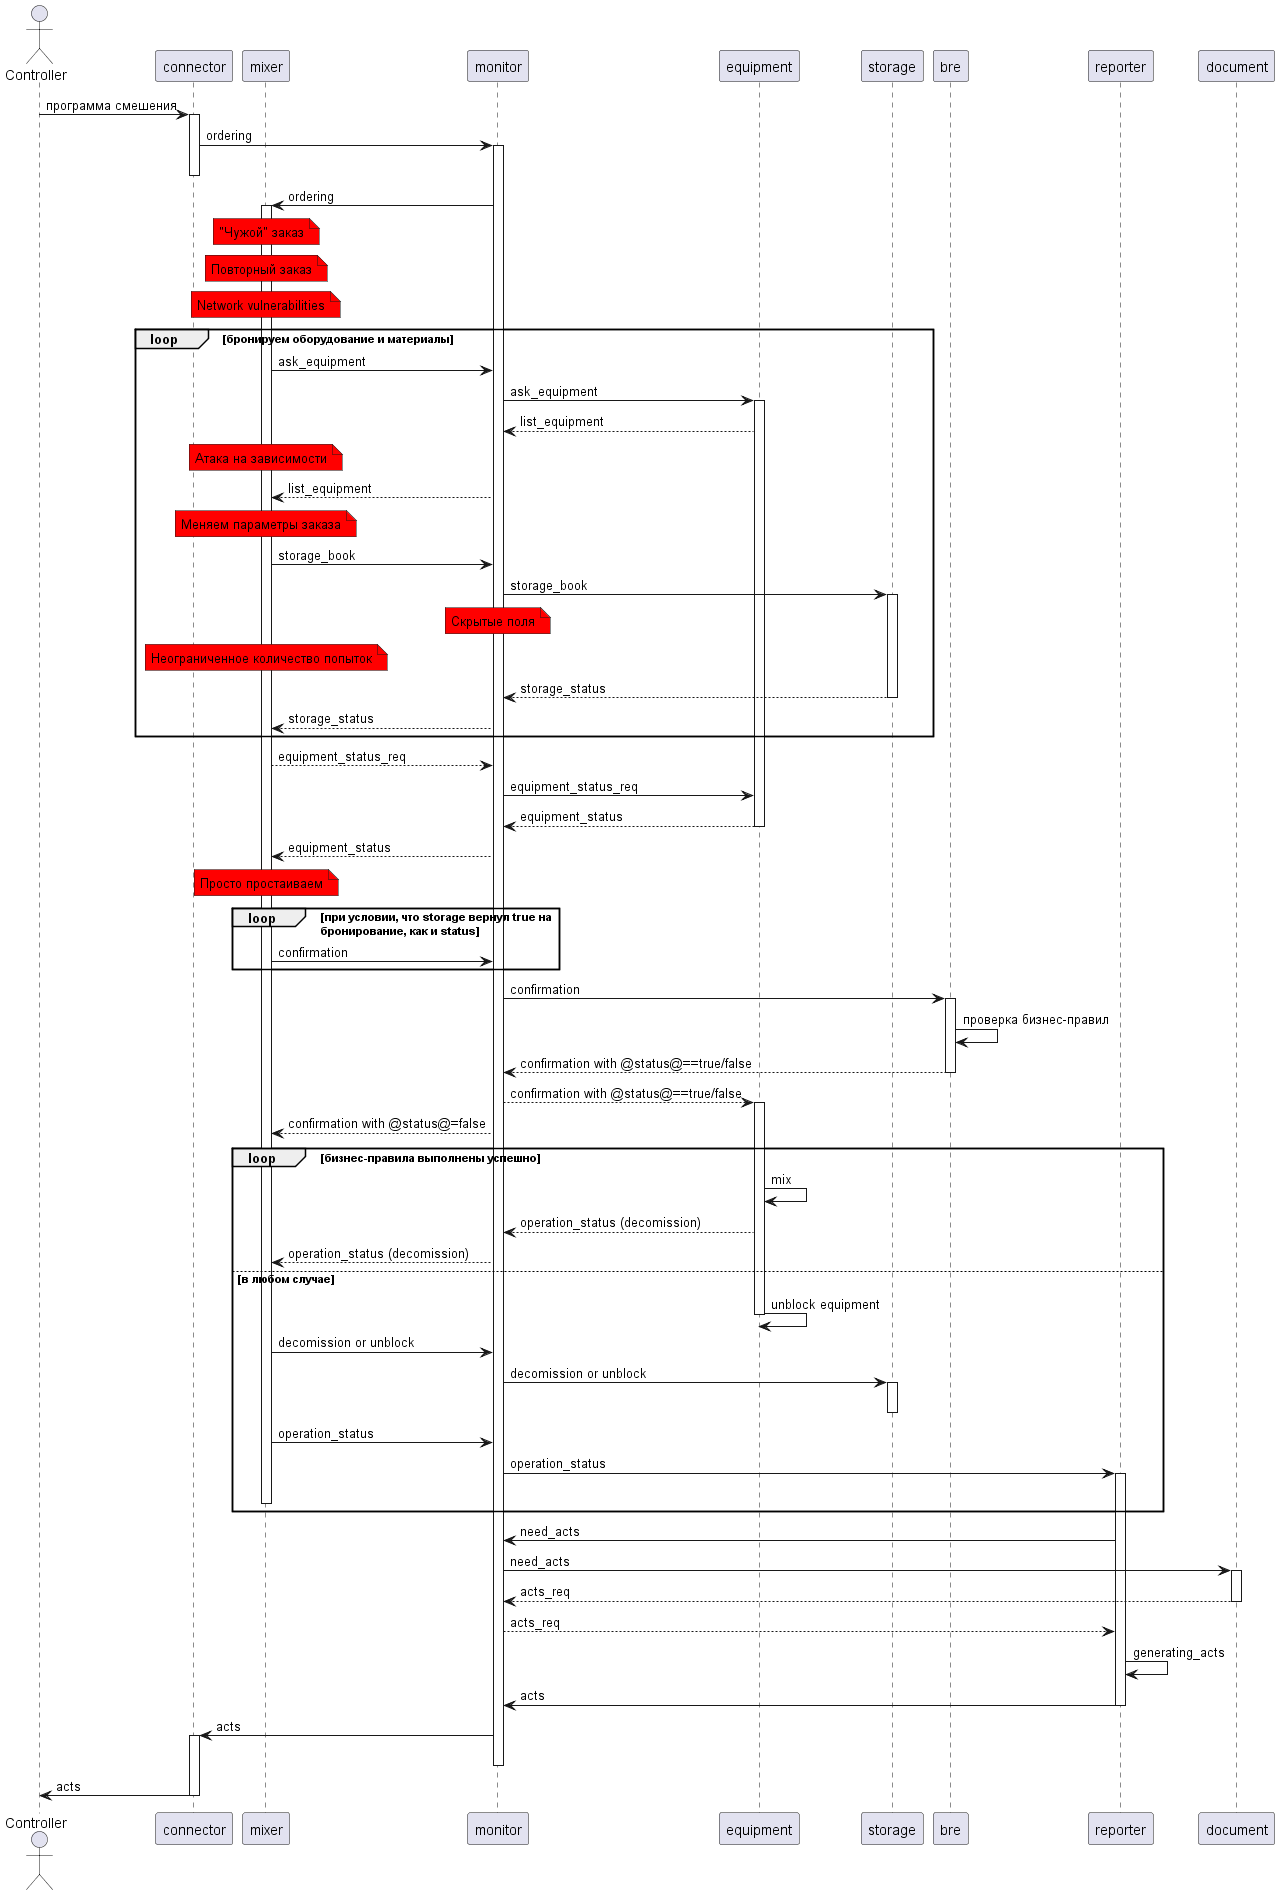 Controller
connector
mixer
monitor
equipment
storage
bre
reporter
document
программа смешения
ordering
ordering
"Чужой" заказ
Повторный заказ
Network vulnerabilities
loop
[бронируем оборудование и материалы]
ask_equipment
ask_equipment
list_equipment
Атака на зависимости
list_equipment
Меняем параметры заказа
storage_book
storage_book
Скрытые поля
Неограниченное количество попыток
storage_status
storage_status
equipment_status_req
equipment_status_req
equipment_status
equipment_status
Просто простаиваем
loop
[при условии, что storage вернул true на
бронирование, как и status]
confirmation
confirmation
проверка бизнес-правил
confirmation with @status@==true/false
confirmation with @status@==true/false
confirmation with @status@=false
loop
[бизнес-правила выполнены успешно]
mix
operation_status (decomission)
operation_status (decomission)
[в любом случае]
unblock equipment
decomission or unblock
decomission or unblock
operation_status
operation_status
need_acts
need_acts
acts_req
acts_req
generating_acts
acts
acts
acts
Controller
connector
mixer
monitor
equipment
storage
bre
reporter
document